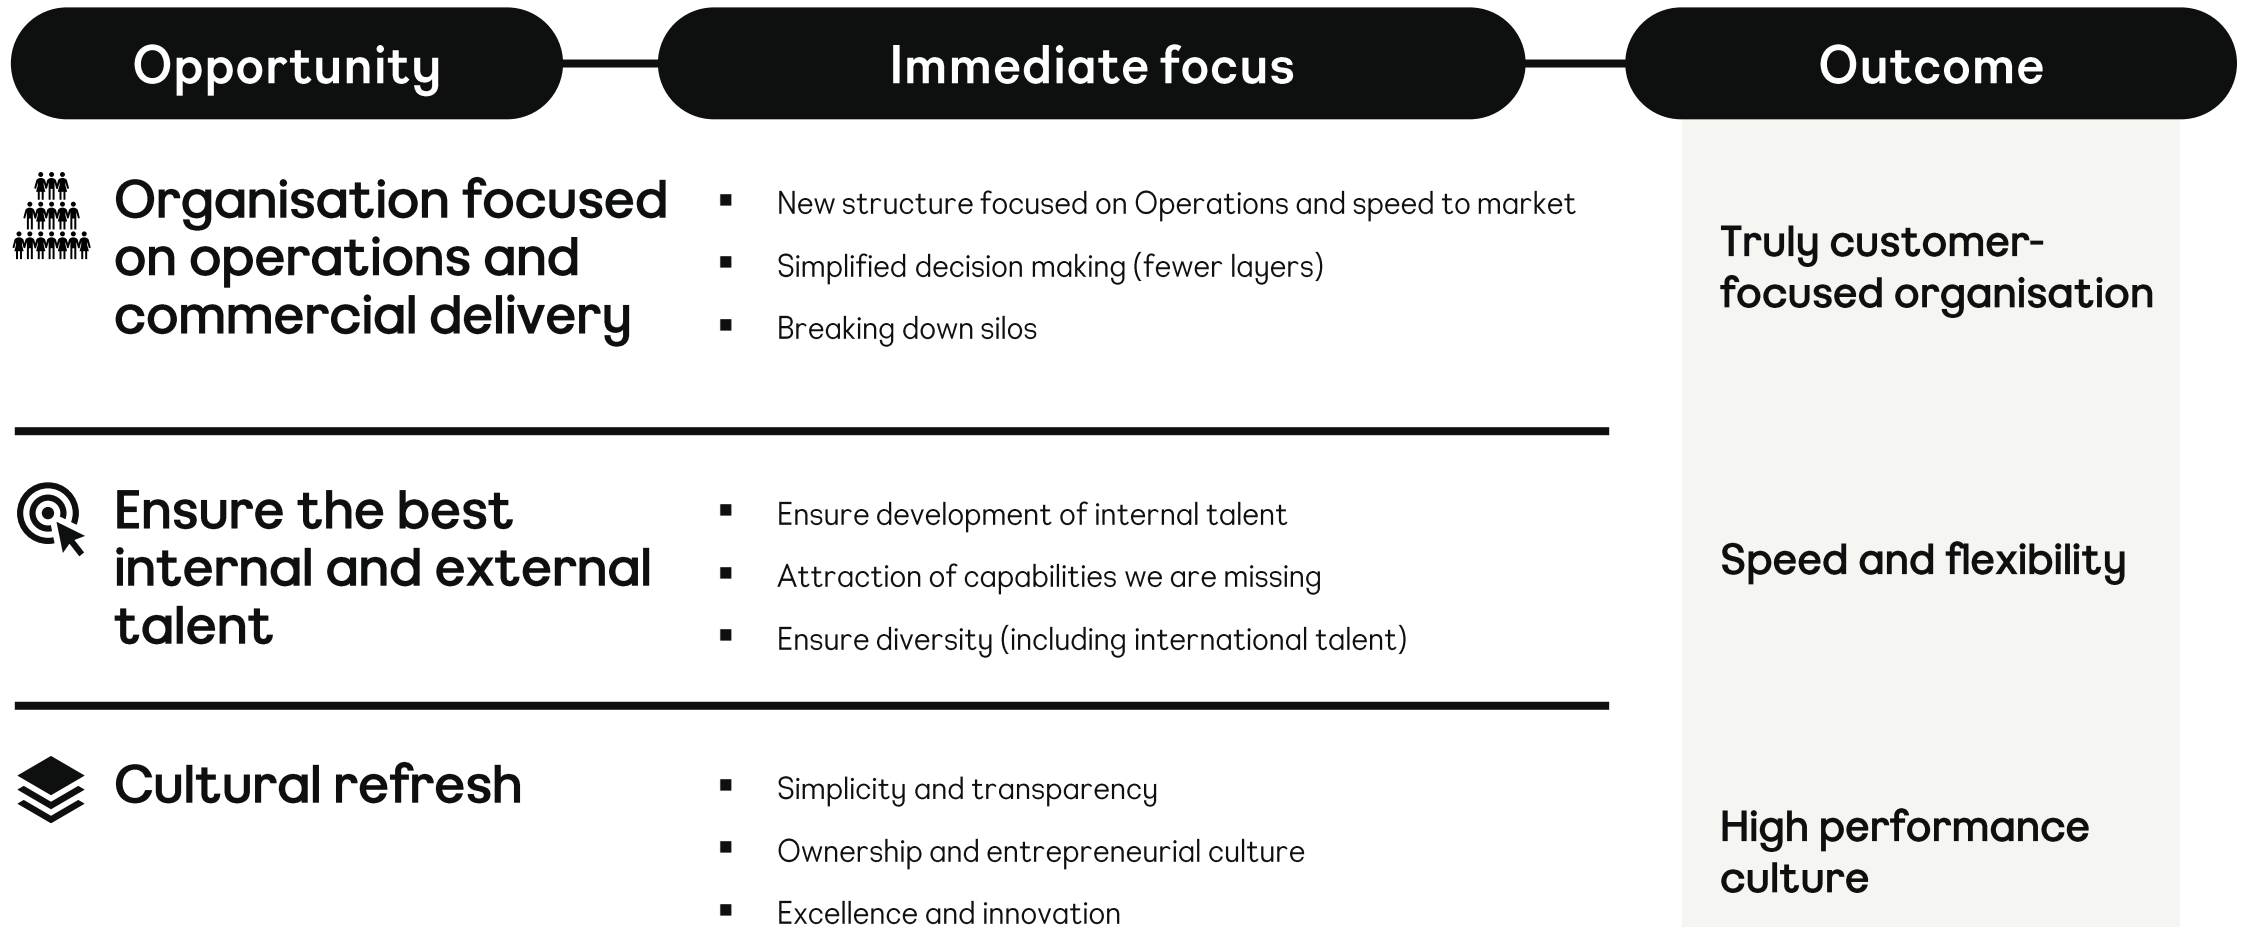 Opportunity
Immediate focus
Outcome
Organisation focused
on operations and
commercial delivery
New structure focused on Operations and speed to market
Simplified decision making (fewer layers)
Breaking down silos
Truly customer-
focused organisation
Ensure the best
internal and external
talent
Ensure development of internal talent
Attraction of capabilities we are missing
Ensure diversity (including international talent)
Speed and flexibility
Cultural refresh
Simplicity and transparency
Ownership and entrepreneurial culture
Excellence and innovation
High performance
culture